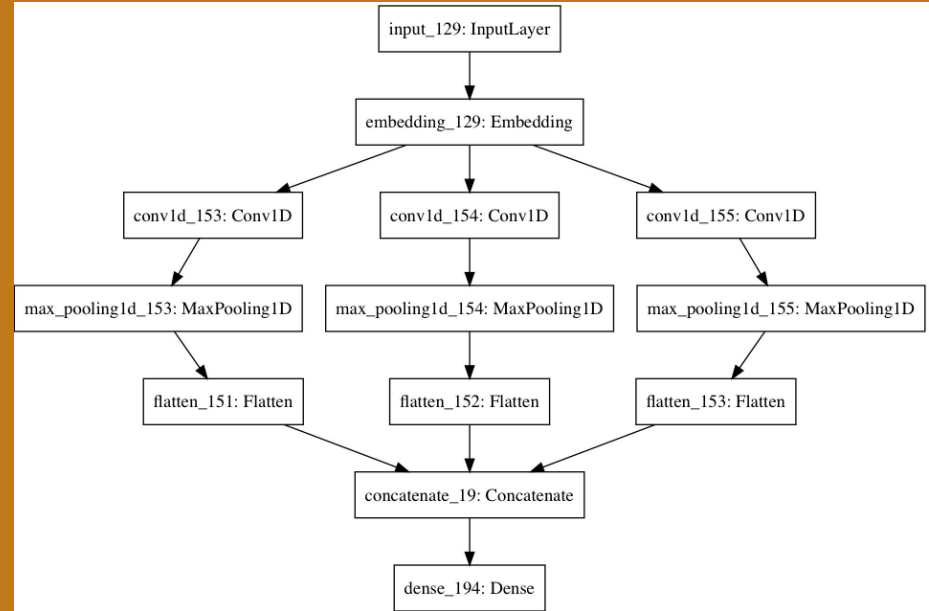 input_129: InputLayer
embedding_129: Embedding
conv1d_153: Conv1D
conv1d_154: Conv1D
conv1d_155: Conv1D
max_pooling1d_153: MaxPooling1D
max_pooling1d_154: MaxPooling1D
max_pooling1d_155: MaxPooling1D
flatten_151: Flatten
flatten_152: Flatten
flatten_153: Flatten
concatenate_19: Concatenate
dense_194: Dense